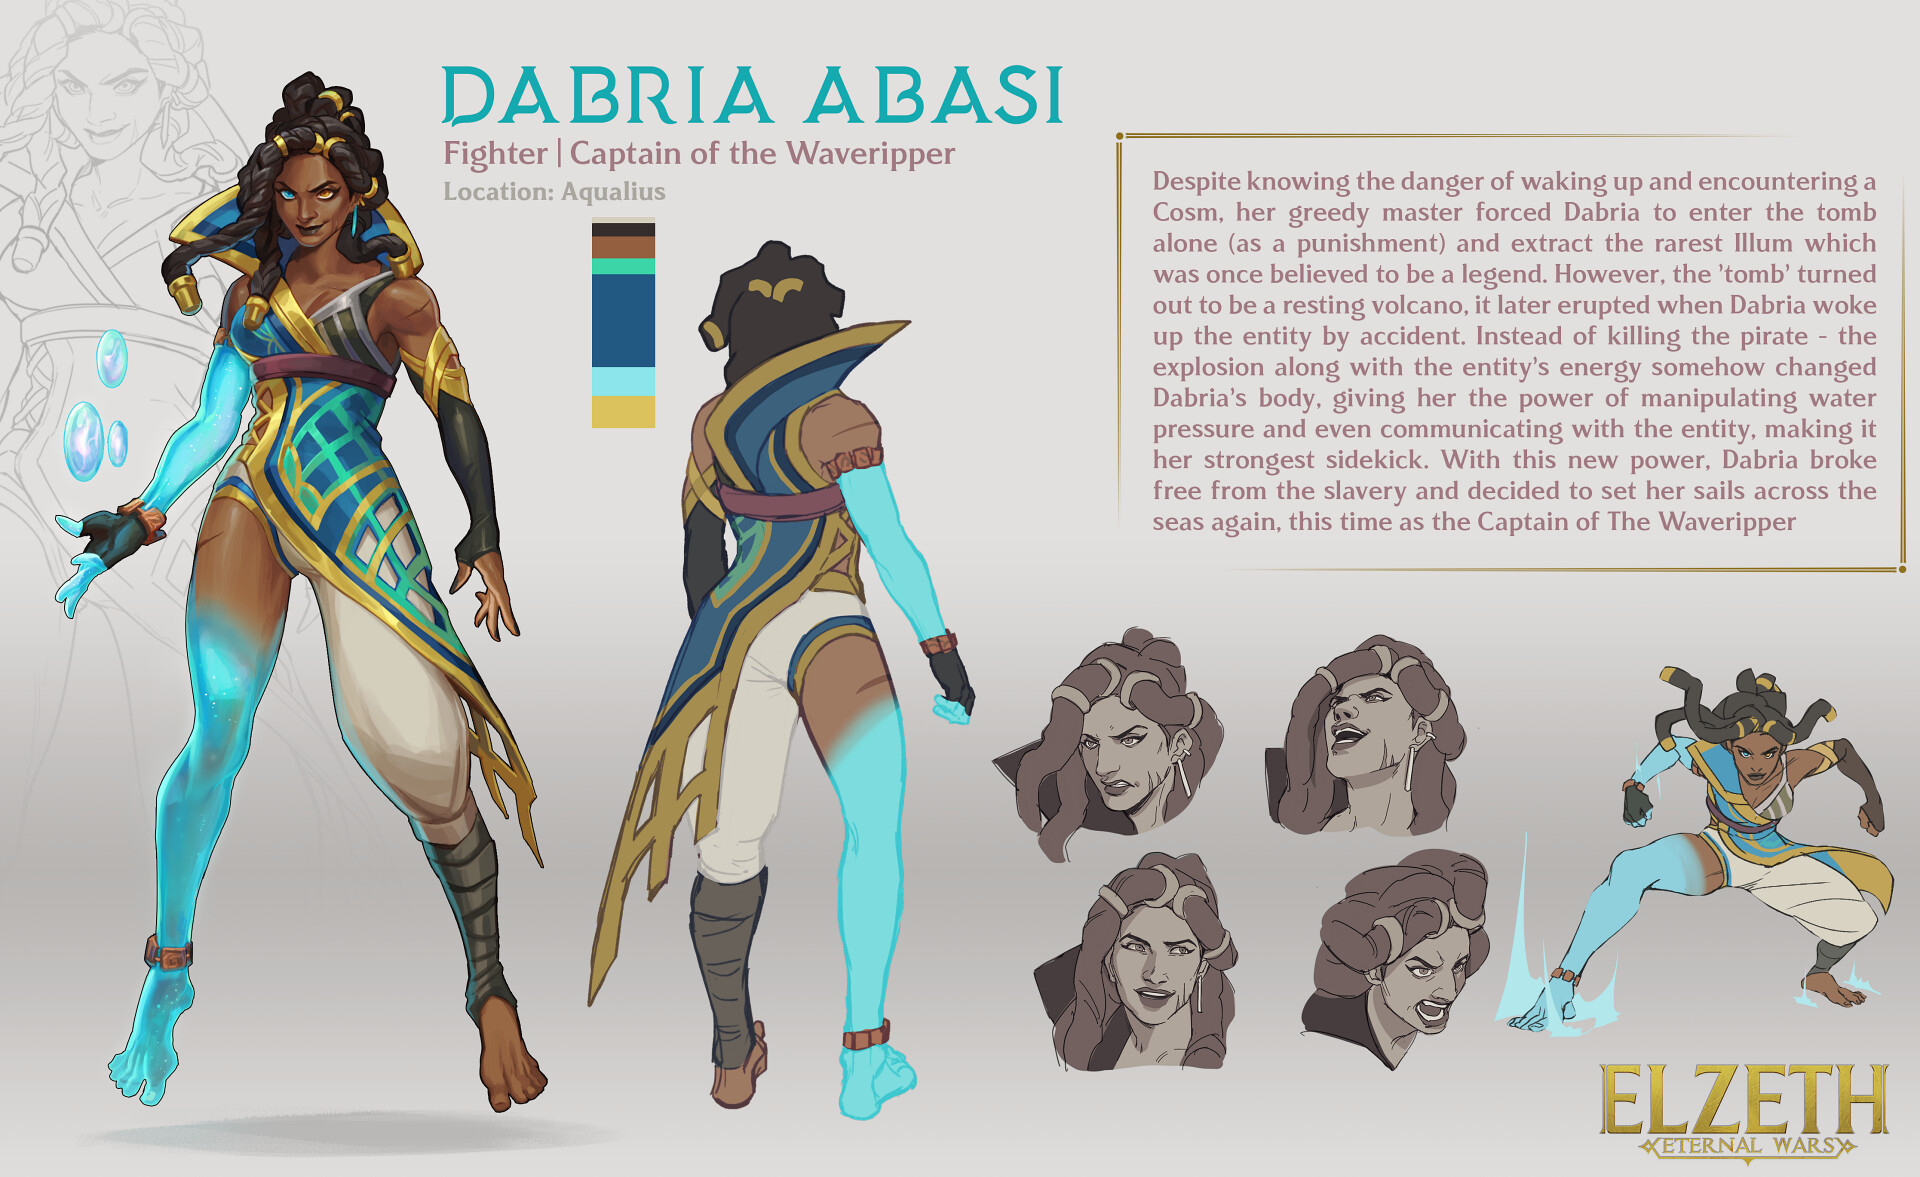 DABRIA ABASI
Fighter | Captain of the Waveripper
Location: Aqualius
Despite knowing the danger of waking up and encountering a
Cosm, her greedy master forced Dabria to enter the tomb
alone (as a punishment) and extract the rarest Illum which
was once believed to be a legend. However, the 'tomb' turned
out to be a resting volcano, it later erupted when Dabria woke
up the entity by accident. Instead of killing the pirate - the
explosion along with the entity's energy somehow changed
Dabria's body, giving her the power of manipulating water
pressure and even communicating with the entity, making it
her strongest sidekick. With this new power, Dabria broke
free from the slavery and decided to set her sails across the
seas again, this time as the Captain of The Waveripper
ELZETH
ETERNAL WARS